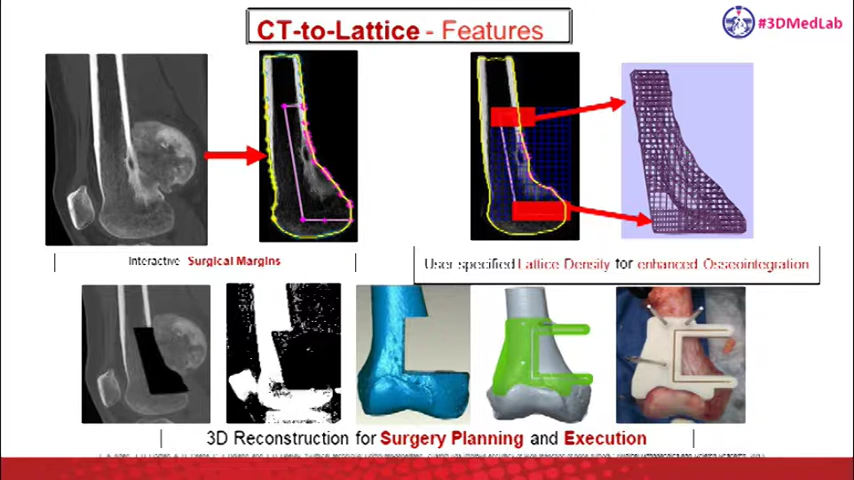 CT-to-Lattice - Features
#3DMedLab
Interactive Surgical Margins
User specified Lattice Density for enhanced Osseointegration
3D Reconstruction for Surgery Planning and Execution